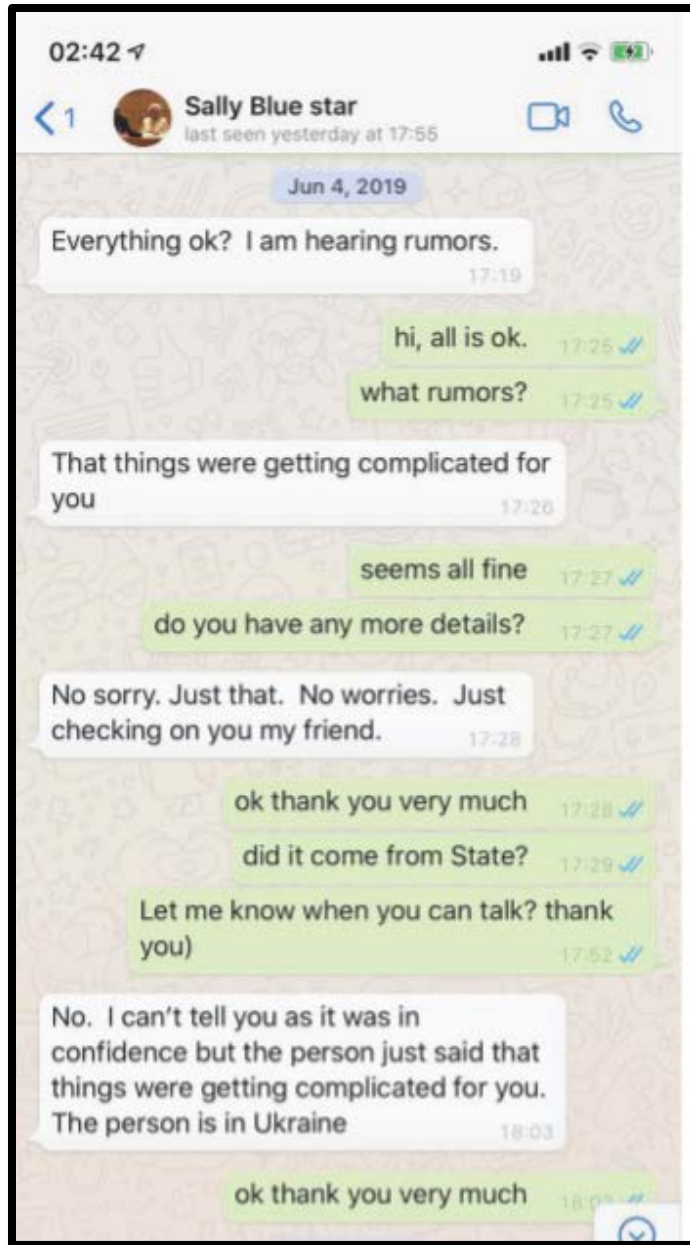 02:42
1
Sally Blue star
last seen yesterday at 17:55
Jun 4, 2019
Everything ok?  I am hearing rumors.
17:19
hi, all is ok.
17:25
what rumors?
17:25
That things were getting complicated for
you
17:26
seems all fine
17:27
do you have any more details?
17:27
No sorry. Just that.  No worries.  Just
checking on you my friend.
17:28
ok thank you very much
17:28
did it come from State?
17:29
Let me know when you can talk? thank
you)
17:52
No.  I can't tell you as it was in
confidence but the person just said that
things were getting complicated for you.
The person is in Ukraine
18:03
ok thank you very much